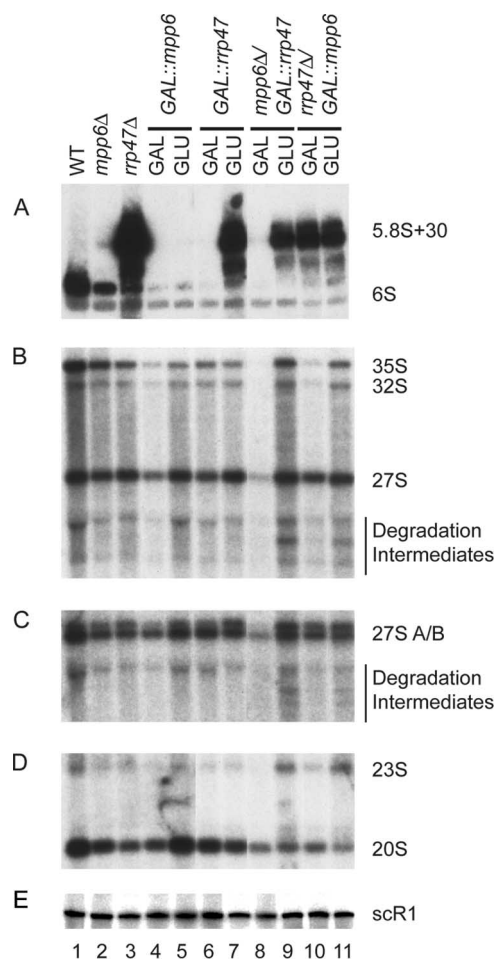 WT
mpp6Δ
rrp47Δ
GAL::mpp6
GAL
GLU
GAL::rrp47
GAL
GLU
mpp6Δ/
GAL::rrp47
GAL
GLU
rrp47Δ/
GAL::mpp6
GAL
GLU
A
5.8S+30
6S
B
35S
32S
27S
Degradation
Intermediates
C
27S A/B
Degradation
Intermediates
D
23S
20S
E
scR1
1 2 3 4 5 6 7 8 9 10 11